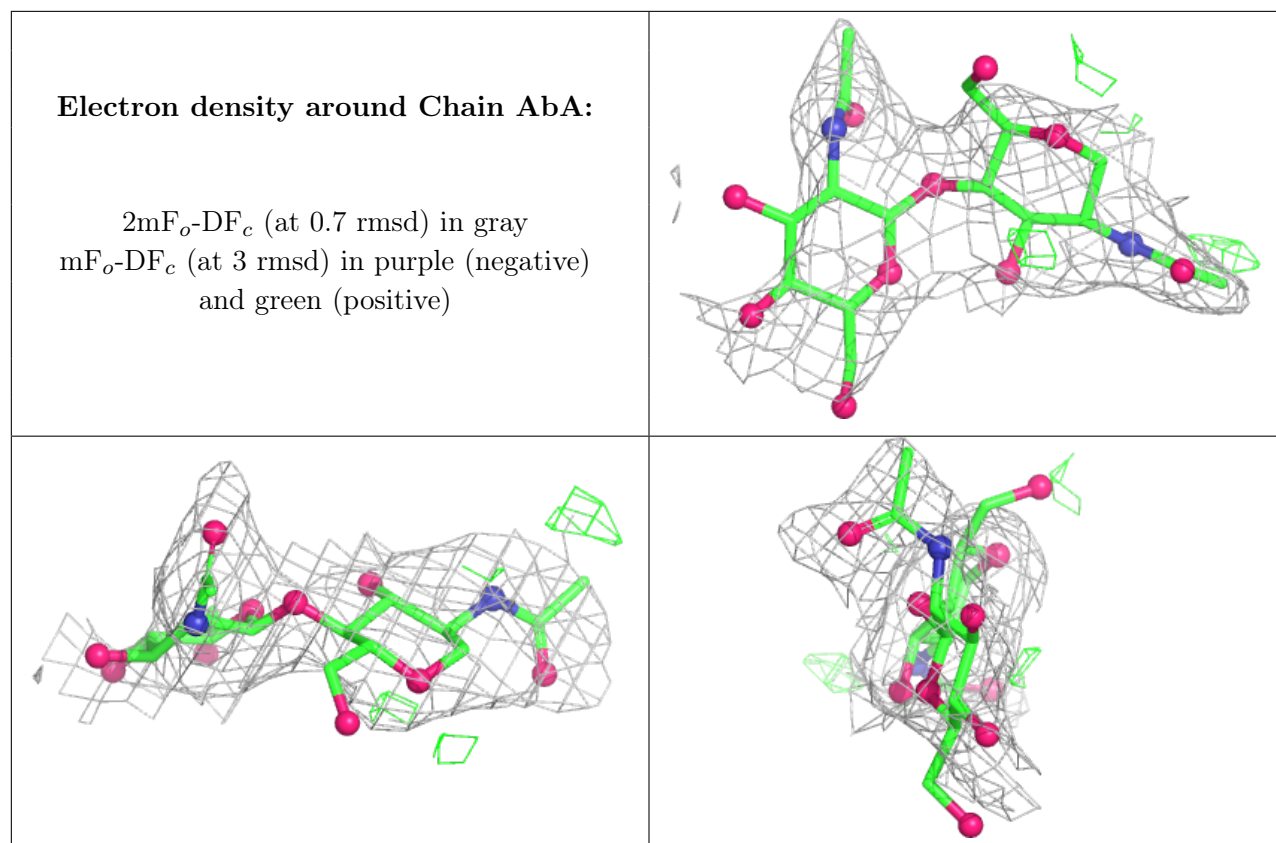 Electron density around Chain AbA:
2mFo-DFc (at 0.7 rmsd) in gray
mFo-DFc (at 3 rmsd) in purple (negative)
and green (positive)